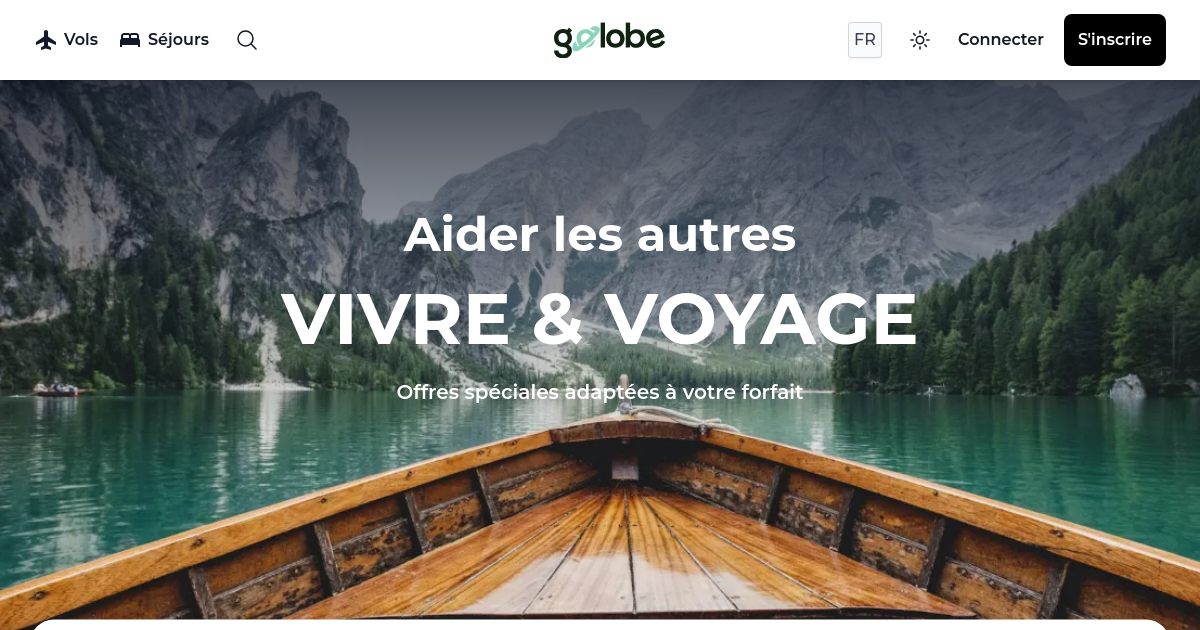 Vols
Séjours
golobe
FR
Connecter
S'inscrire
Aider les autres
VIVRE & VOYAGE
Offres spéciales adaptées à votre forfait